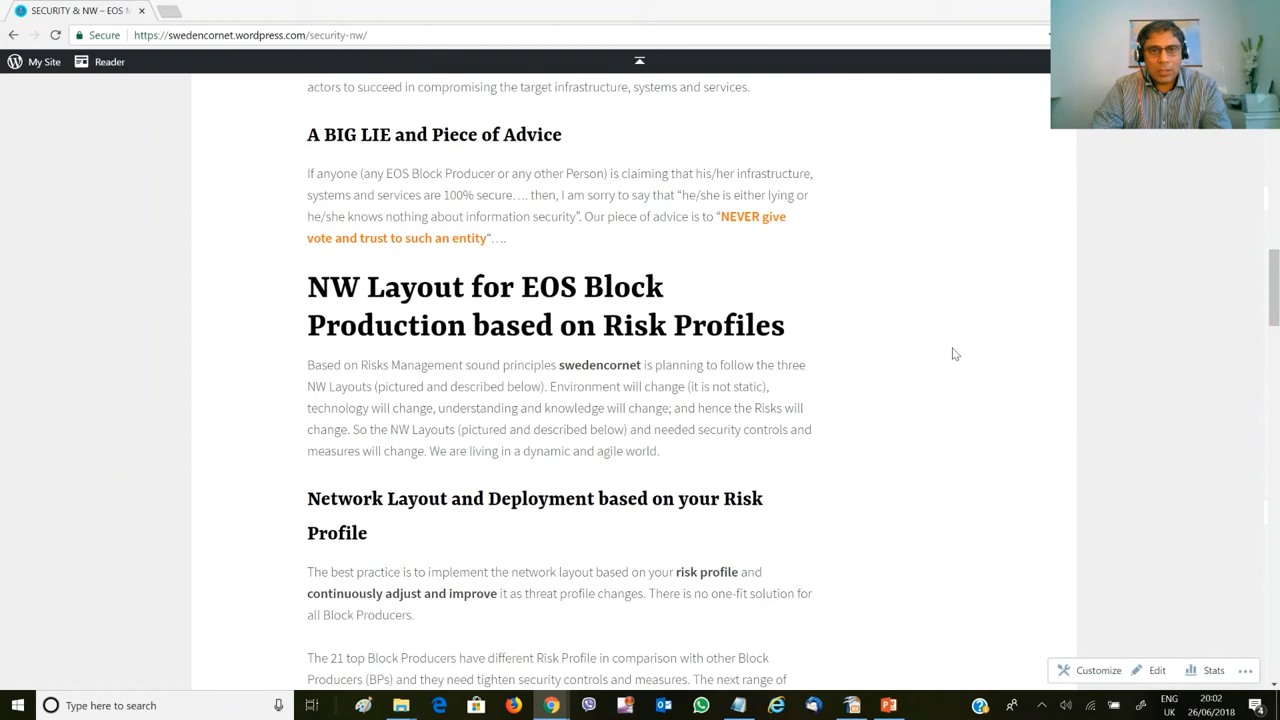 SECURITY & NW – EOS M
Secure
https://swedencornet.wordpress.com/security-nw/
My Site
Reader
actors to succeed in compromising the target infrastructure, systems and services.
A BIG LIE and Piece of Advice
If anyone (any EOS Block Producer or any other Person) is claiming that his/her infrastructure,
systems and services are 100% secure…. then, I am sorry to say that “he/she is either lying or
he/she knows nothing about information security”. Our piece of advice is to “NEVER give
vote and trust to such an entity“….
NW Layout for EOS Block
Production based on Risk Profiles
Based on Risks Management sound principles swedencornet is planning to follow the three
NW Layouts (pictured and described below). Environment will change (it is not static),
technology will change, understanding and knowledge will change; and hence the Risks will
change. So the NW Layouts (pictured and described below) and needed security controls and
measures will change. We are living in a dynamic and agile world.
Network Layout and Deployment based on your Risk
Profile
The best practice is to implement the network layout based on your risk profile and
continuously adjust and improve it as threat profile changes. There is no one-fit solution for
all Block Producers.
The 21 top Block Producers have different Risk Profile in comparison with other Block
Producers (BPs) and they need tighten security controls and measures. The next range of
Customize
Edit
Stats
Type here to search
ENG
UK
20:02
26/06/2018
4